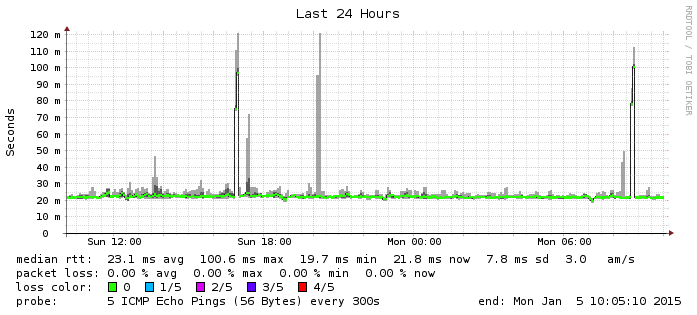 Last 24 Hours
RRDTOOL / TOBI OETIKER
Seconds
120 m
110 m
100 m
90 m
80 m
70 m
60 m
50 m
40 m
30 m
20 m
10 m
0
Sun 12:00 Sun 18:00 Mon 00:00 Mon 06:00
median rtt: 23.1 ms avg 100.6 ms max 19.7 ms min 21.8 ms now 7.8 ms sd 3.0 am/s
packet loss: 0.00 % avg 0.00 % max 0.00 % min 0.00 % now
loss color: 0 1/5 2/5 3/5 4/5
probe: 5 ICMP Echo Pings (56 Bytes) every 300s end: Mon Jan 5 10:05:10 2015